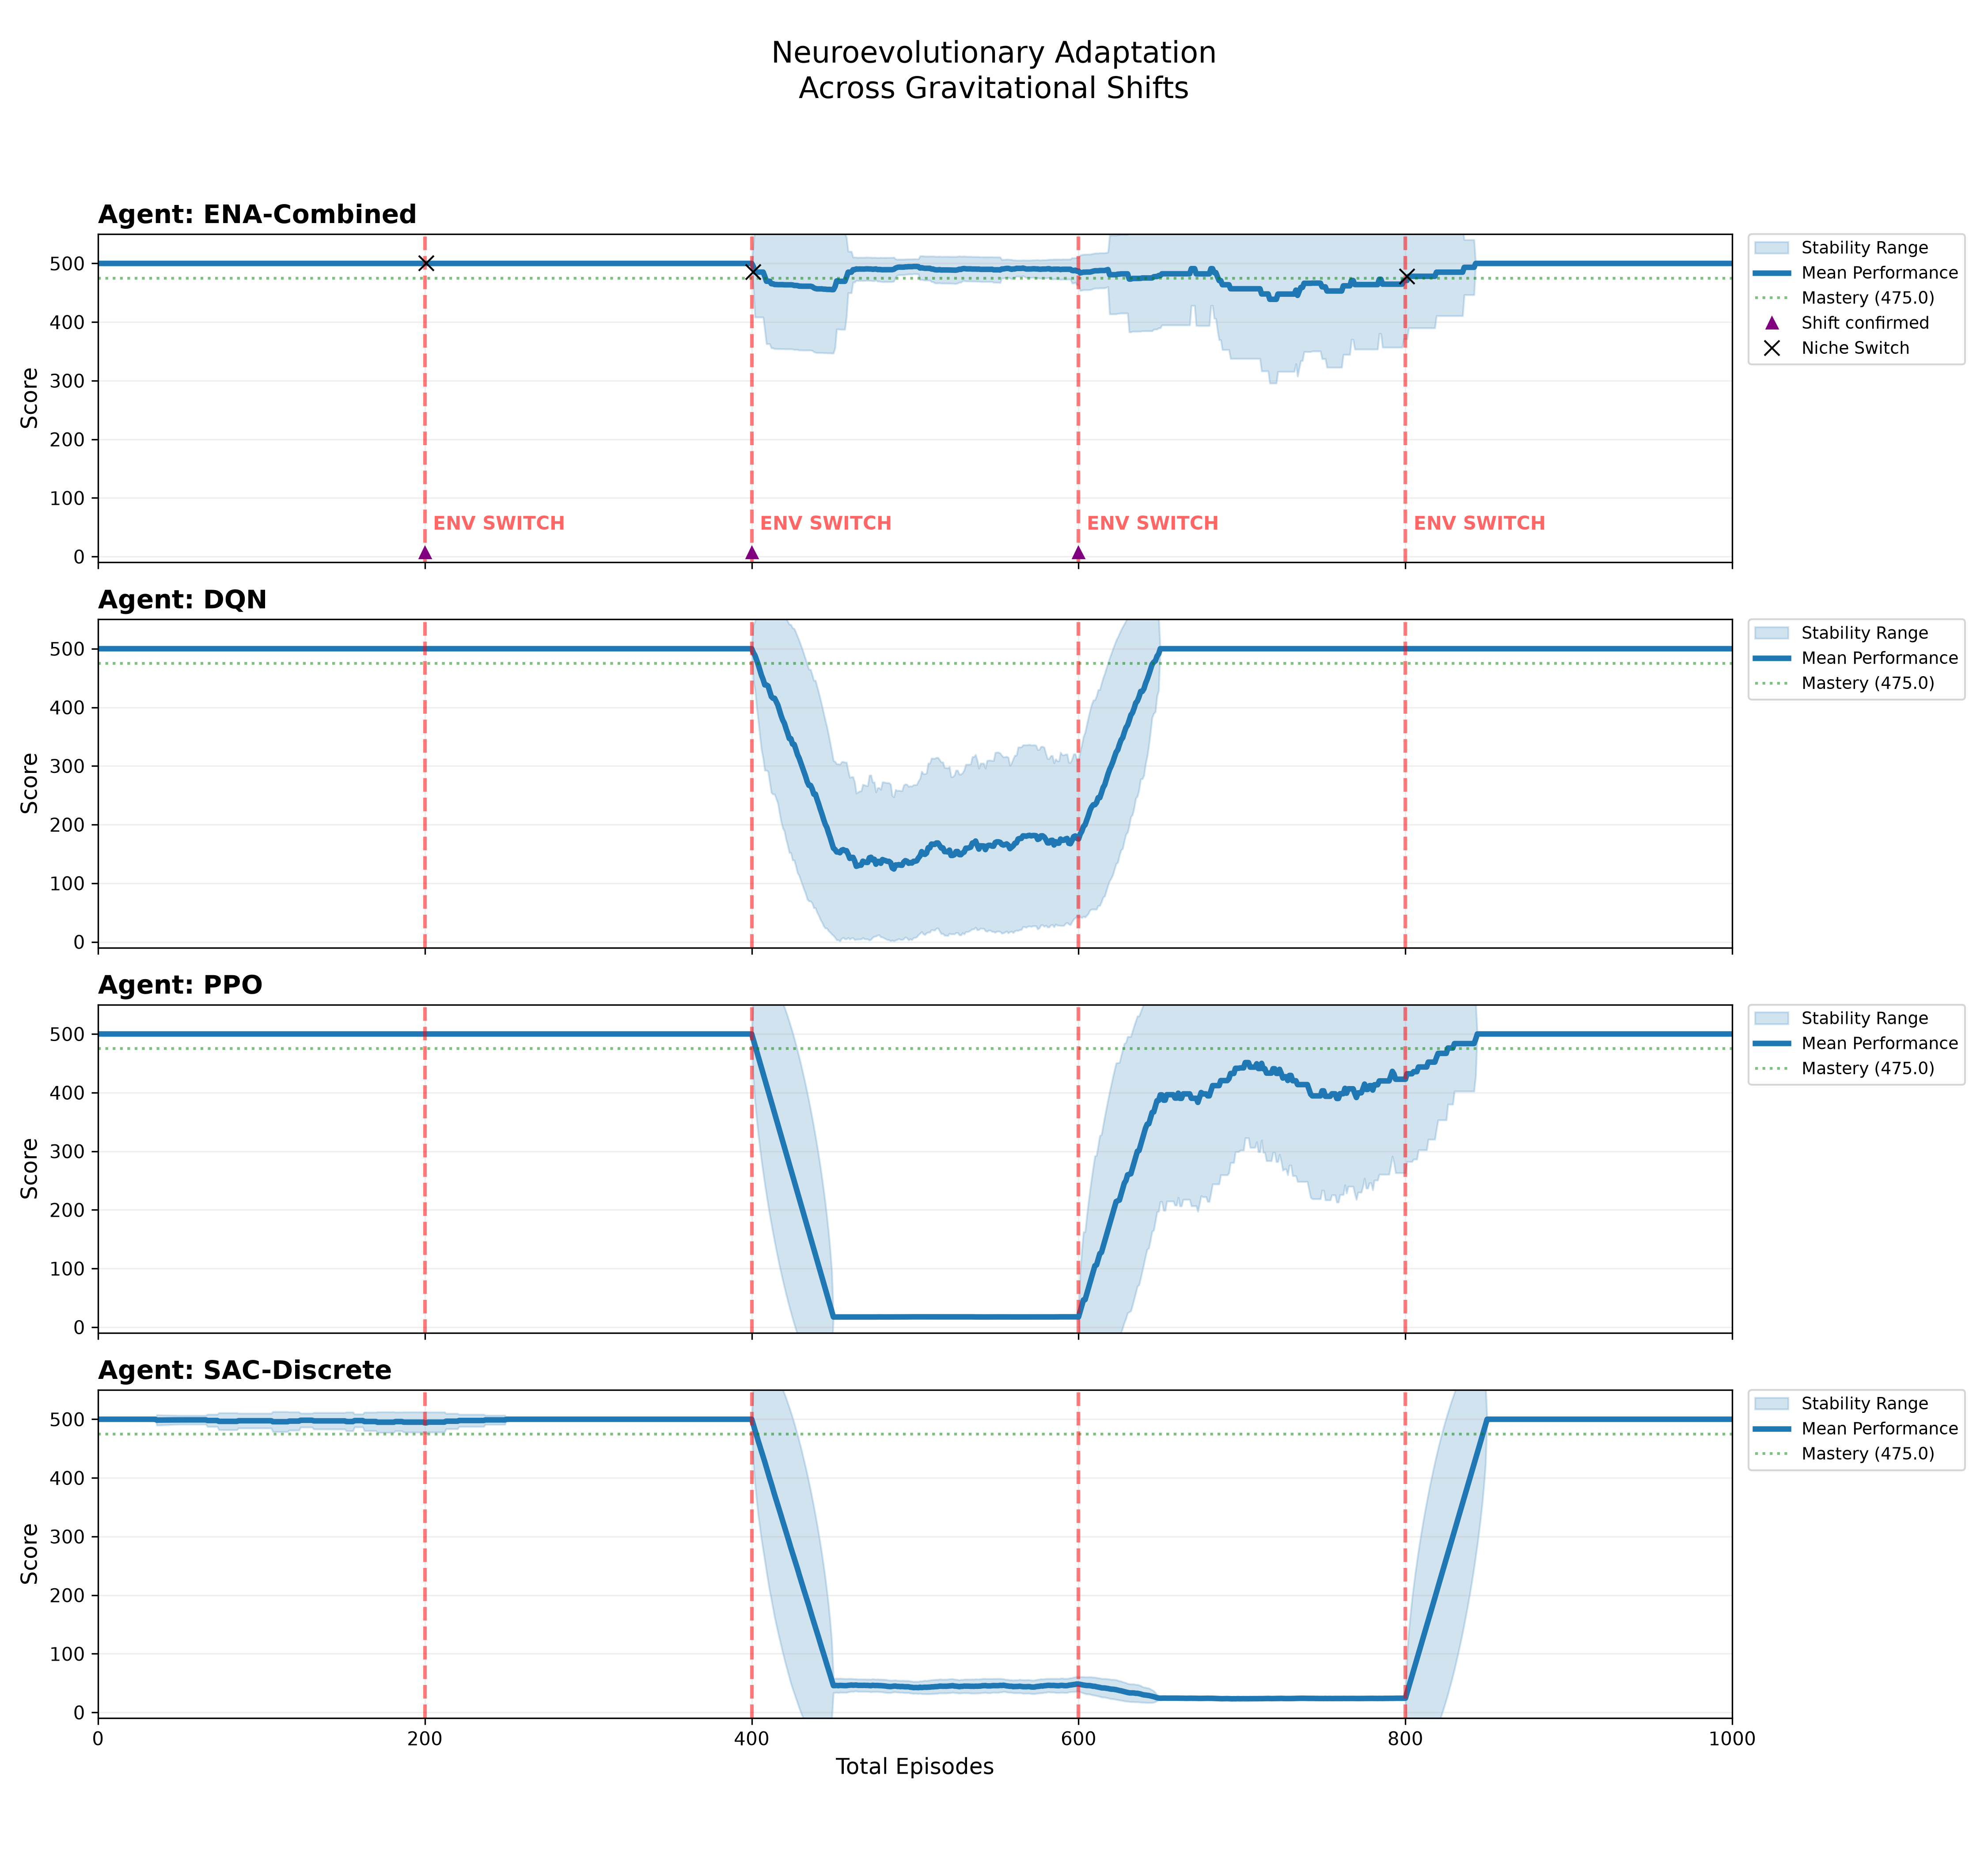 Neuroevolutionary Adaptation
Across Gravitational Shifts
Agent: ENA-Combined
Score
500
400
300
200
100
0
ENV SWITCH
ENV SWITCH
ENV SWITCH
ENV SWITCH
Stability Range
Mean Performance
Mastery (475.0)
Shift confirmed
Niche Switch
Agent: DQN
Score
500
400
300
200
100
0
Stability Range
Mean Performance
Mastery (475.0)
Agent: PPO
Score
500
400
300
200
100
0
Stability Range
Mean Performance
Mastery (475.0)
Agent: SAC-Discrete
Score
500
400
300
200
100
0
Stability Range
Mean Performance
Mastery (475.0)
0
200
400
600
800
1000
Total Episodes